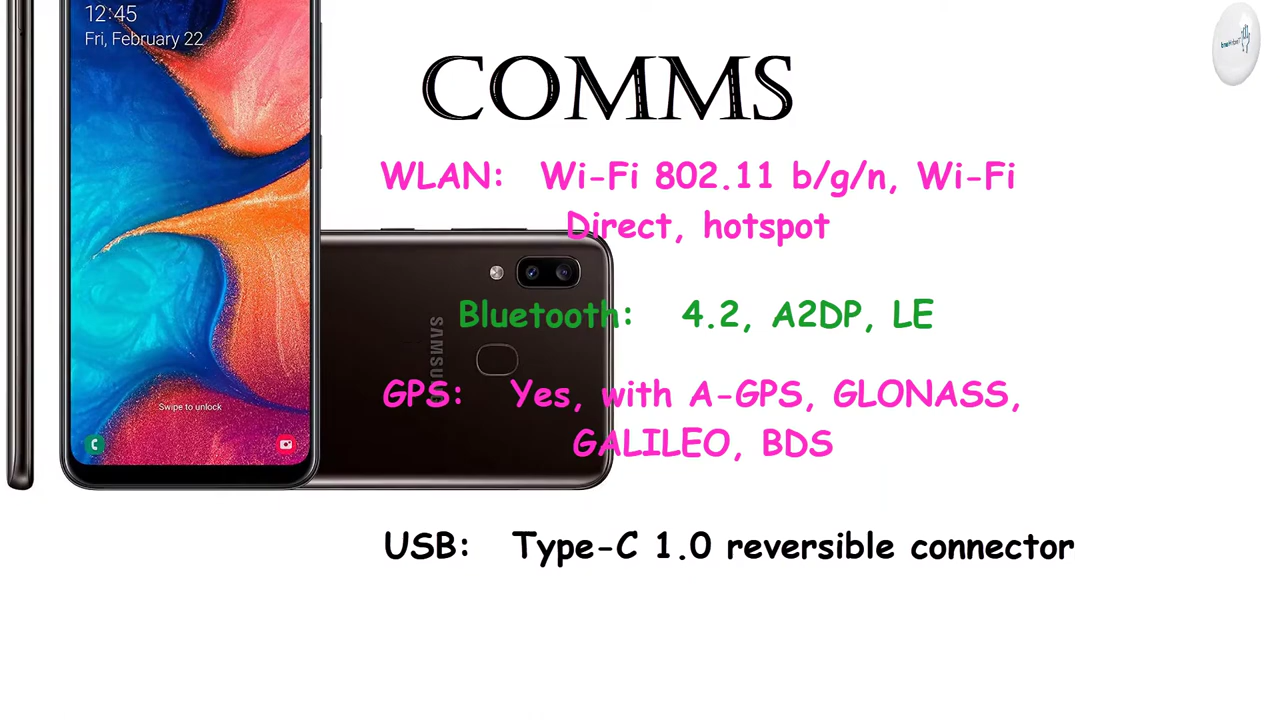 12:45
Fri, February 22
COMMS
WLAN: Wi-Fi 802.11 b/g/n, Wi-Fi
Direct, hotspot
Bluetooth: 4.2, A2DP, LE
SAMSUNG
GPS: Yes, with A-GPS, GLONASS,
GALILEO, BDS
Swipe to unlock
USB: Type-C 1.0 reversible connector